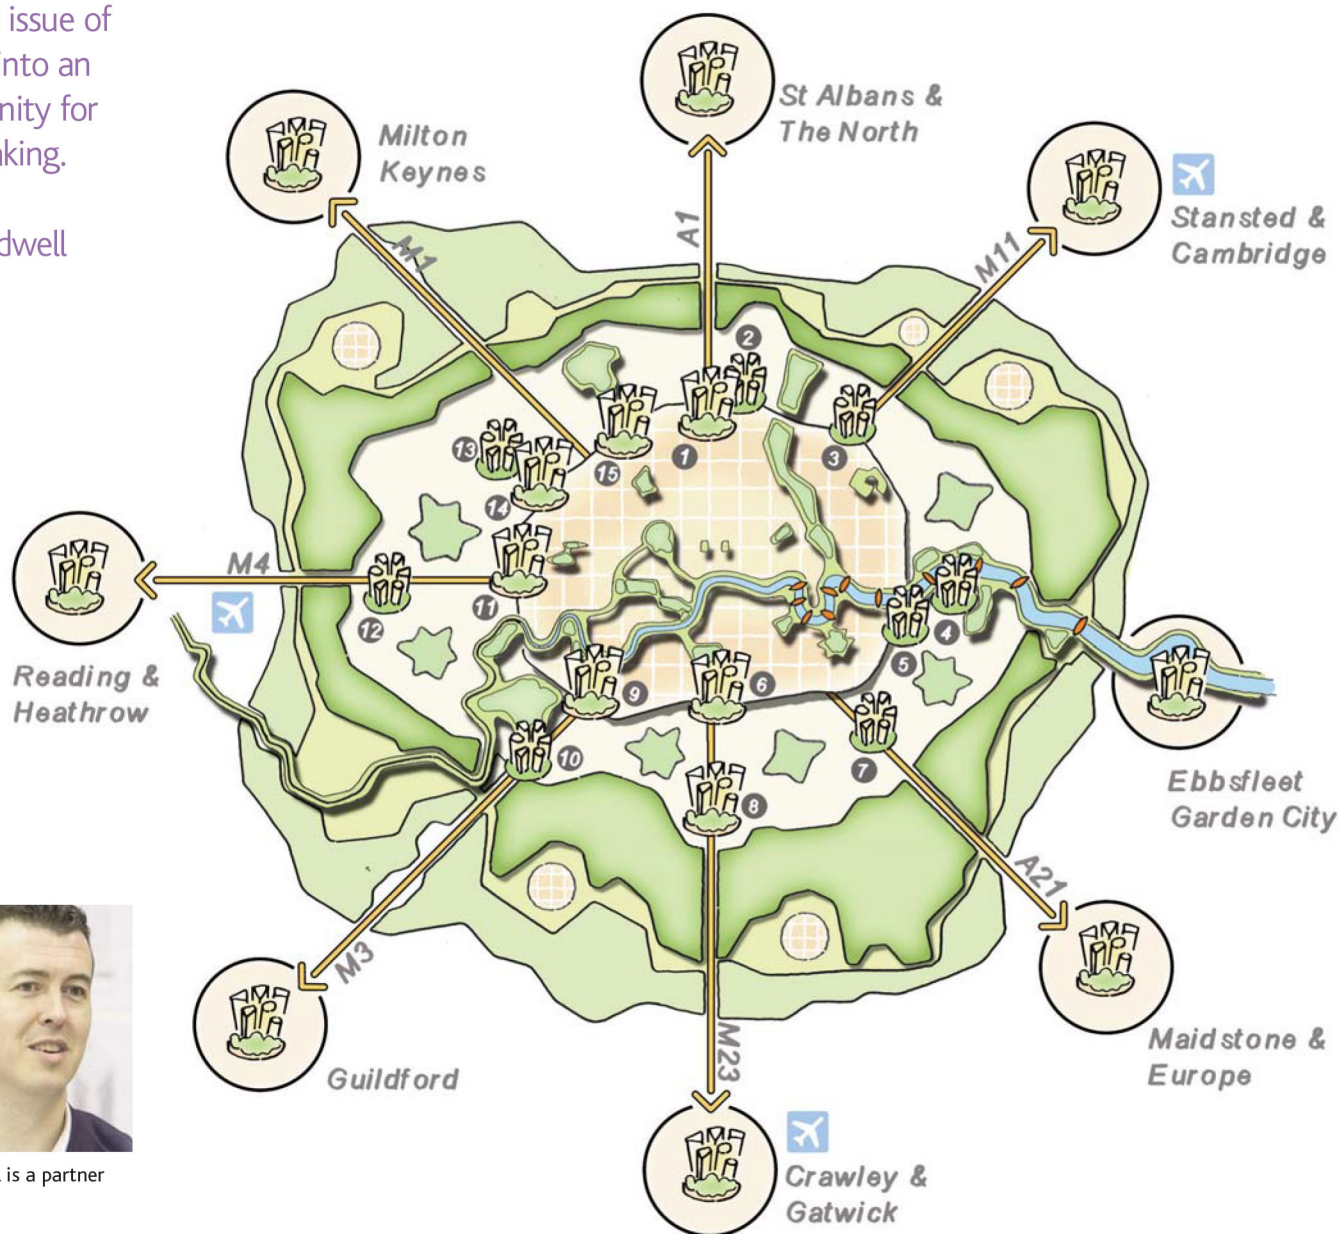 issue of
into an
nity for
king.
dwell
St Albans &
The North
Milton
Keynes
Stansted &
Cambridge
M1
A1
M11
2
13
15
1
3
14
M4
11
12
4
5
Reading &
Heathrow
9
6
10
7
8
Ebbsfleet
Garden City
A21
M3
M23
Guildford
Maidstone &
Europe
Crawley &
Gatwick
is a partner